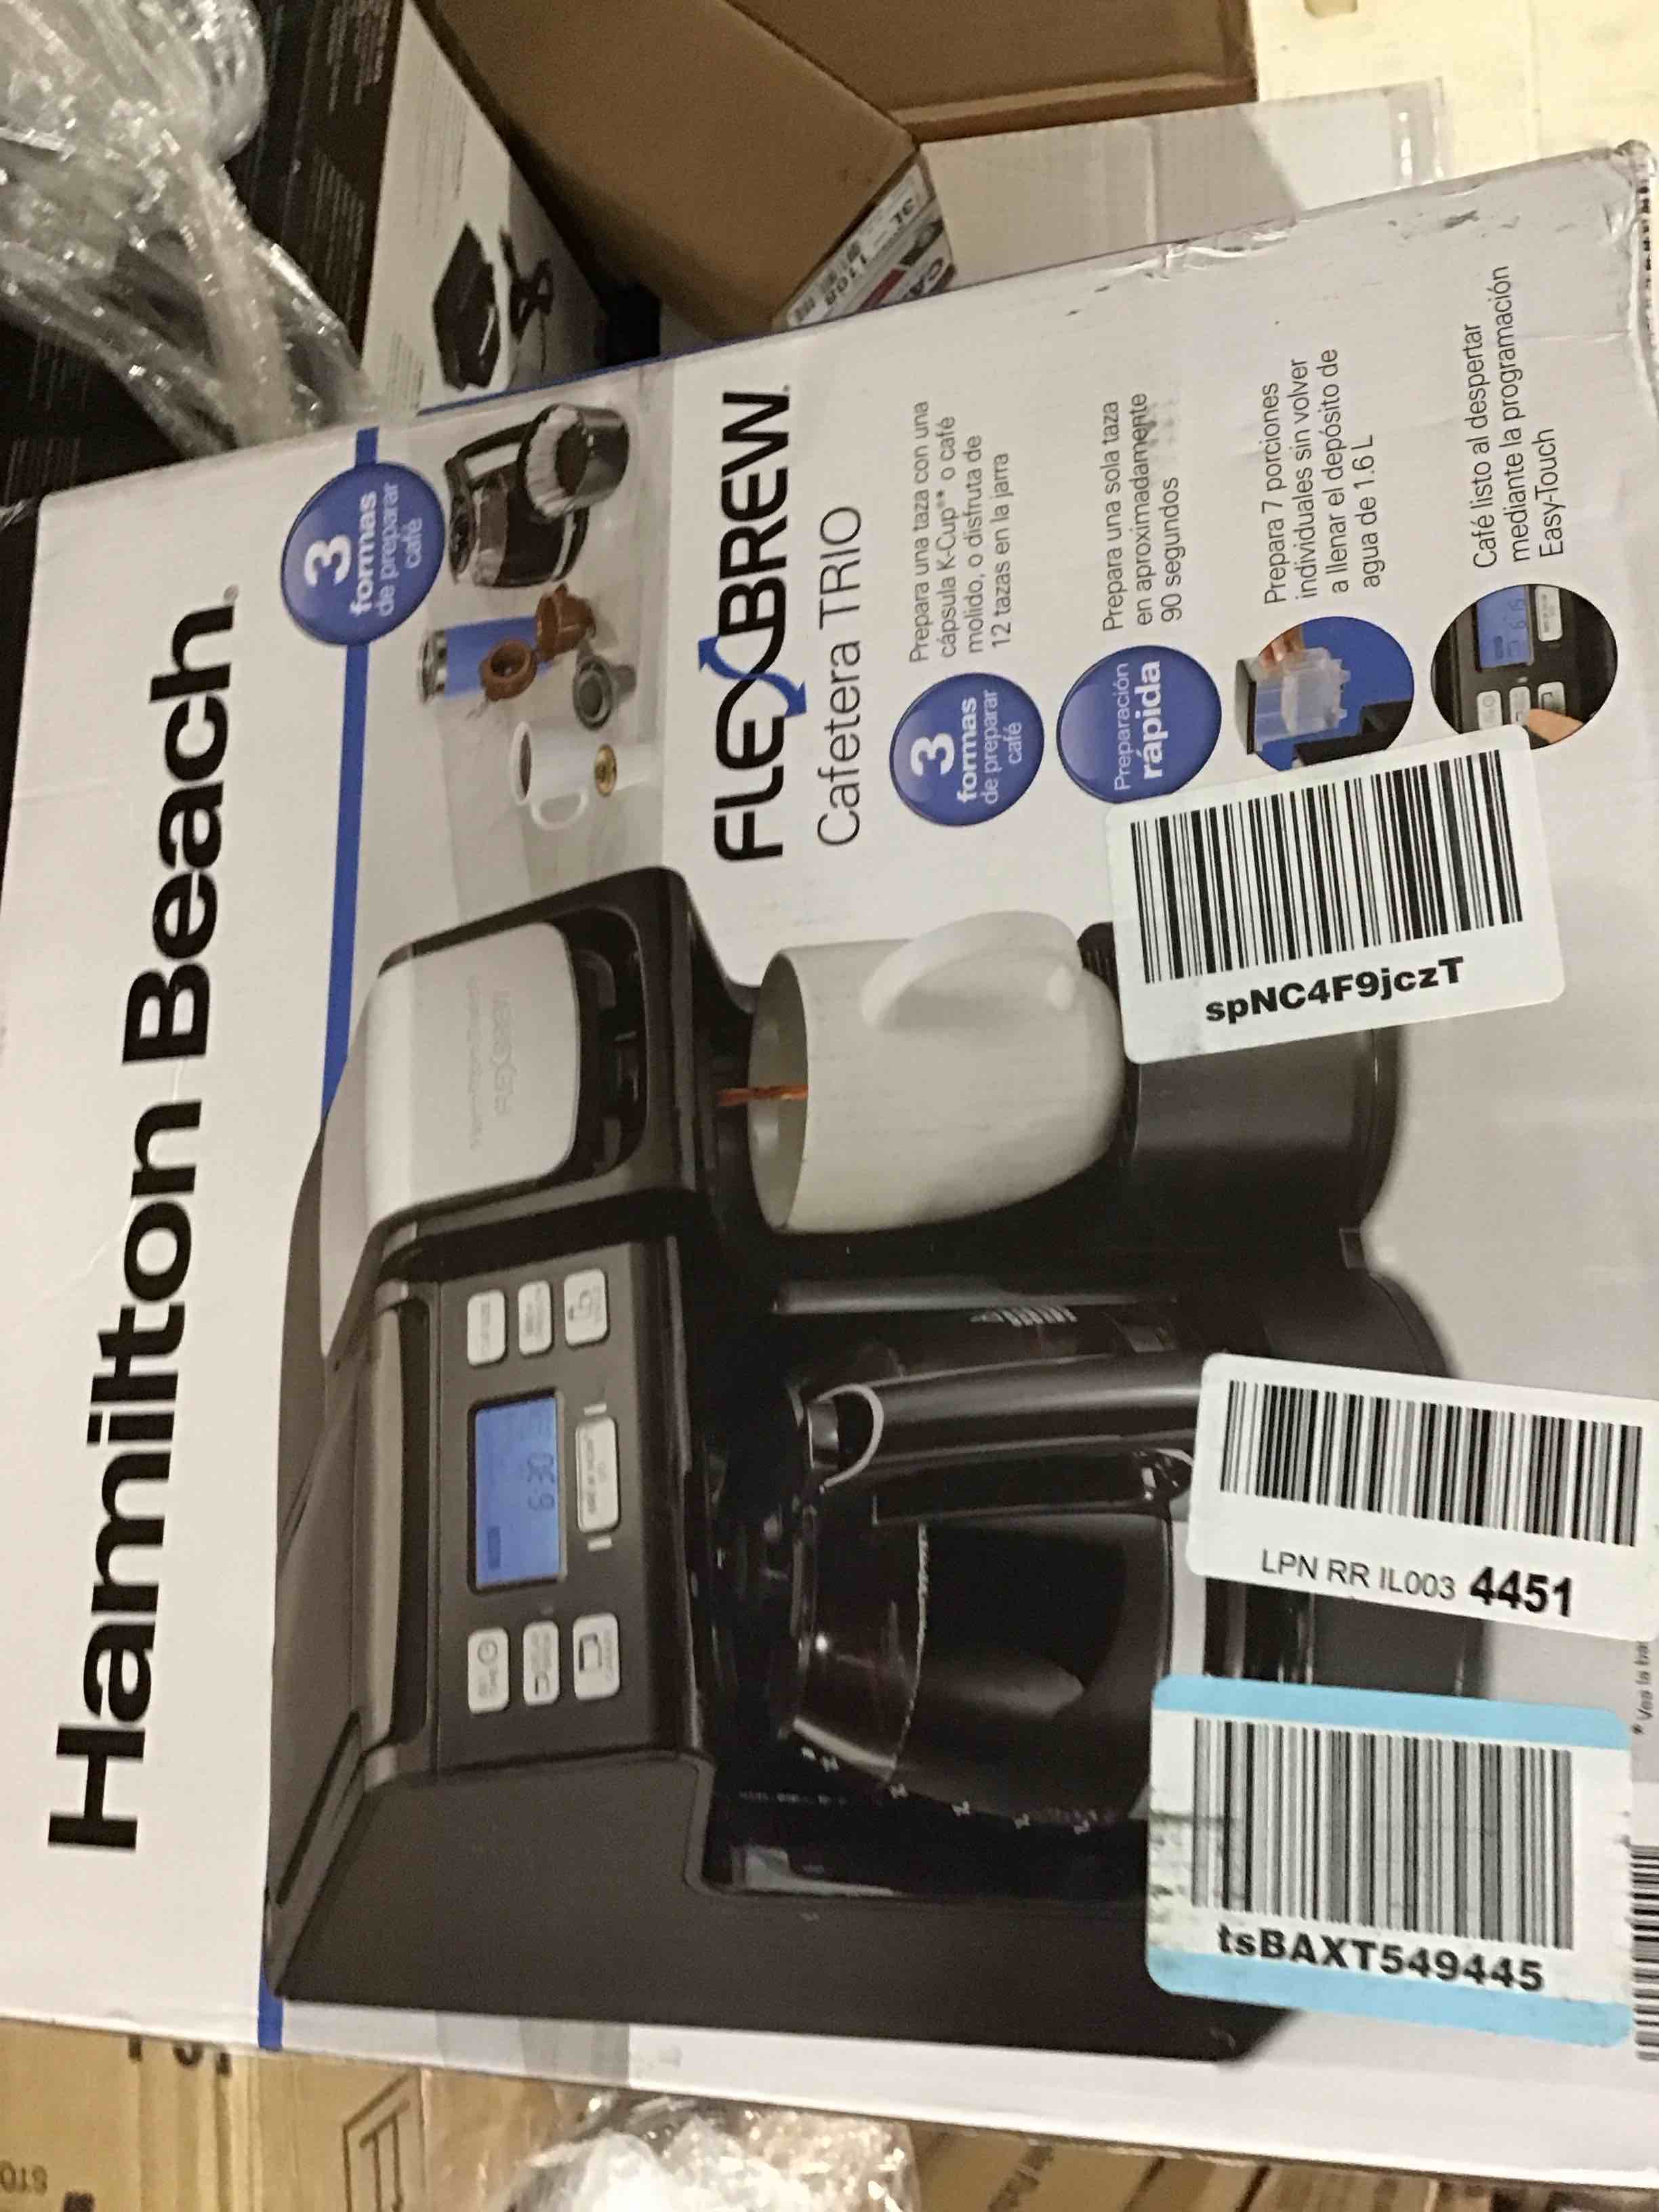 Hamilton Beach®
3
formas
de preparar
café
FLEXBREW®
Cafetera TRIO
3
formas
de preparar
café
Prepara una taza con una
cápsula K-Cup** o café
molido, o disfruta de
12 tazas en la jarra
Preparación
rápida
Prepara una sola taza
en aproximadamente
90 segundos
Prepara 7 porciones
individuales sin volver
a llenar el depósito de
agua de 1.6 L
Café listo al despertar
mediante la programación
Easy-Touch
6:30
spNC4F9jczT
LPN RR IL003 4451
tsBAXT549445